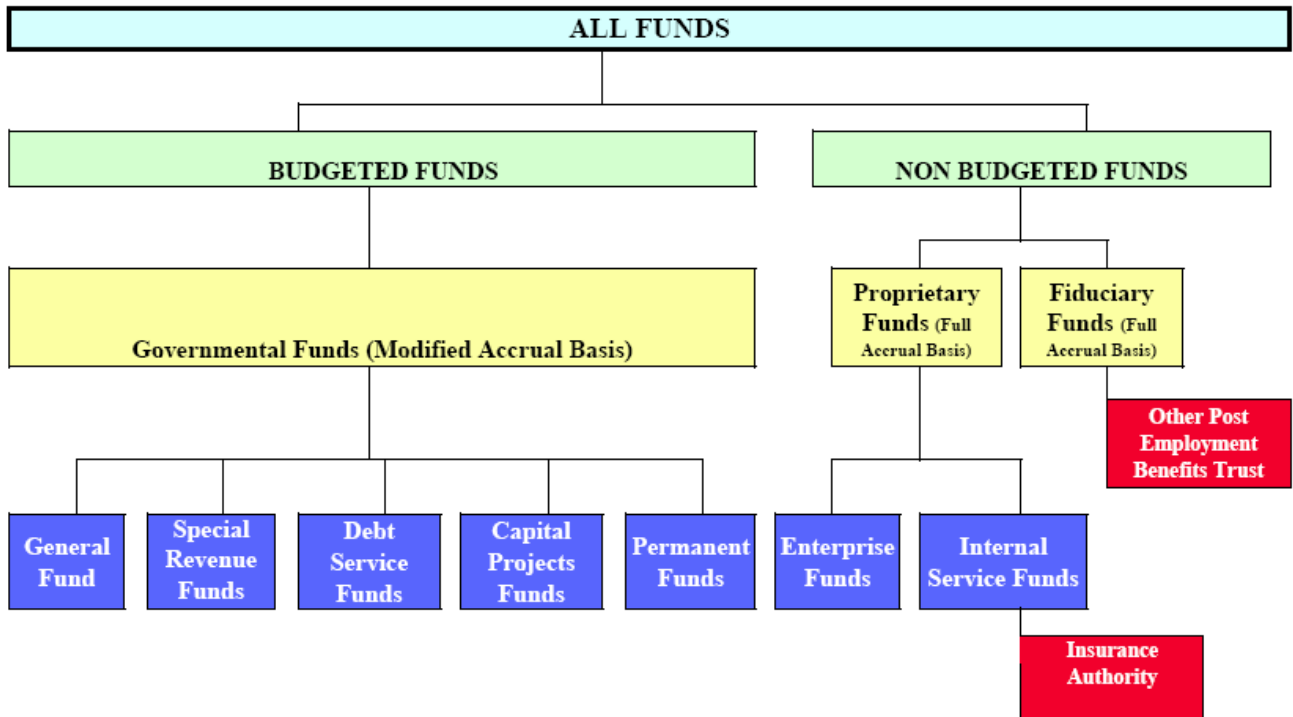 ALL FUNDS
BUDGETED FUNDS
NON BUDGETED FUNDS
Governmental Funds (Modified Accrual Basis)
Proprietary
Funds (Full
Accrual Basis)
Fiduciary
Funds (Full
Accrual Basis)
Other Post
Employment
Benefits Trust
General
Fund
Special
Revenue
Funds
Debt
Service
Funds
Capital
Projects
Funds
Permanent
Funds
Enterprise
Funds
Internal
Service Funds
Insurance
Authority